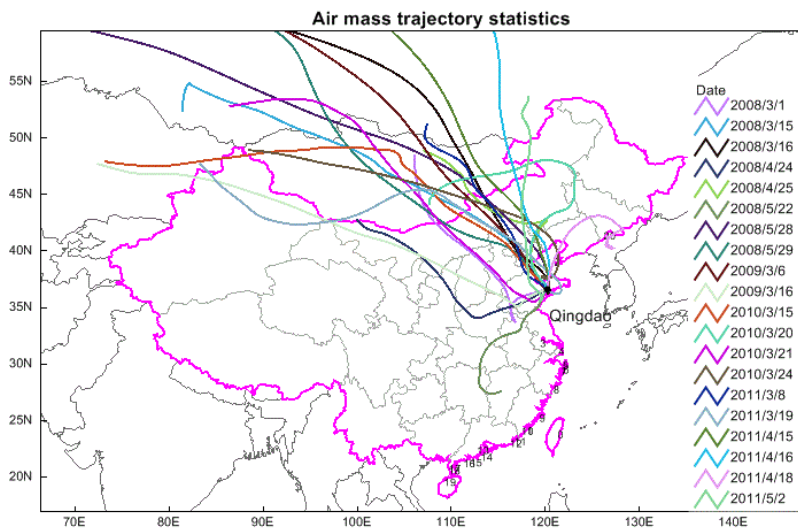 Air mass trajectory statistics
55N
50N
45N
40N
35N
30N
25N
20N
70E
80E
90E
100E
110E
120E
130E
140E
Qingdao
Date
2008/3/1
2008/3/15
2008/3/16
2008/4/24
2008/4/25
2008/5/22
2008/5/28
2008/5/29
2009/3/6
2009/3/16
2010/3/15
2010/3/20
2010/3/21
2010/3/24
2011/3/8
2011/3/19
2011/4/15
2011/4/16
2011/4/18
2011/5/2